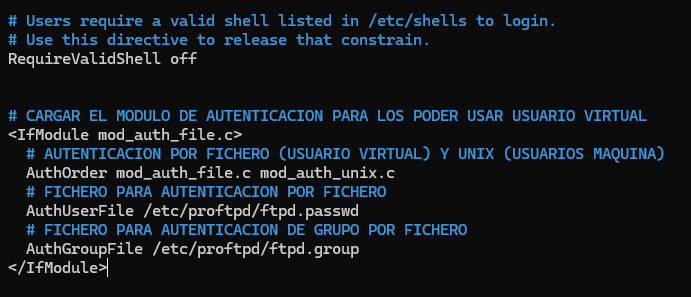 # Users require a valid shell listed in /etc/shells to login.
# Use this directive to release that constrain.
RequireValidShell off
# CARGAR EL MODULO DE AUTENTICACION PARA LOS PODER USAR USUARIO VIRTUAL
<IfModule mod_auth_file.c>
# AUTENTICACION POR FICHERO (USUARIO VIRTUAL) Y UNIX (USUARIOS MAQUINA)
AuthOrder mod_auth_file.c mod_auth_unix.c
# FICHERO PARA AUTENTICACION POR FICHERO
AuthUserFile /etc/proftpd/ftpd.passwd
# FICHERO PARA AUTENTICACION DE GRUPO POR FICHERO
AuthGroupFile /etc/proftpd/ftpd.group
</IfModule>